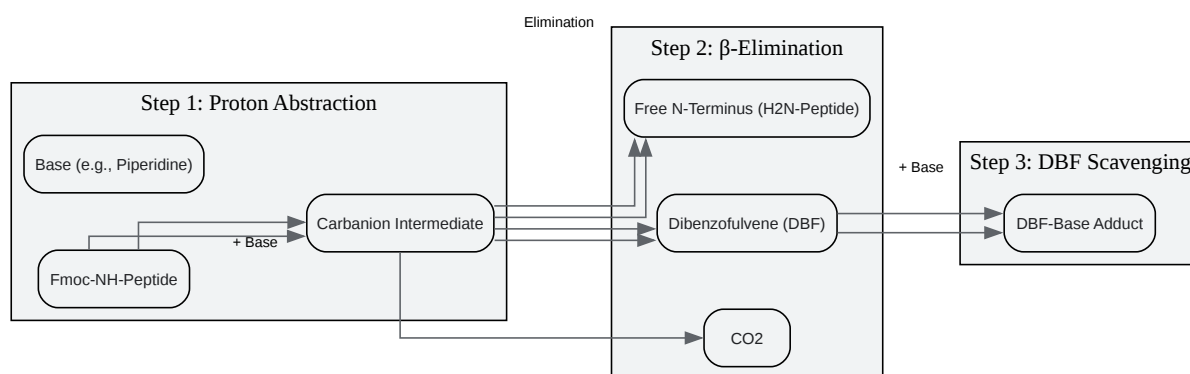 Elimination
Step 1: Proton Abstraction
Base (e.g., Piperidine)
Fmoc-NH-Peptide
+ Base
Carbanion Intermediate
Step 2: β-Elimination
Free N-Terminus (H2N-Peptide)
Dibenzofulvene (DBF)
CO2
+ Base
Step 3: DBF Scavenging
DBF-Base Adduct